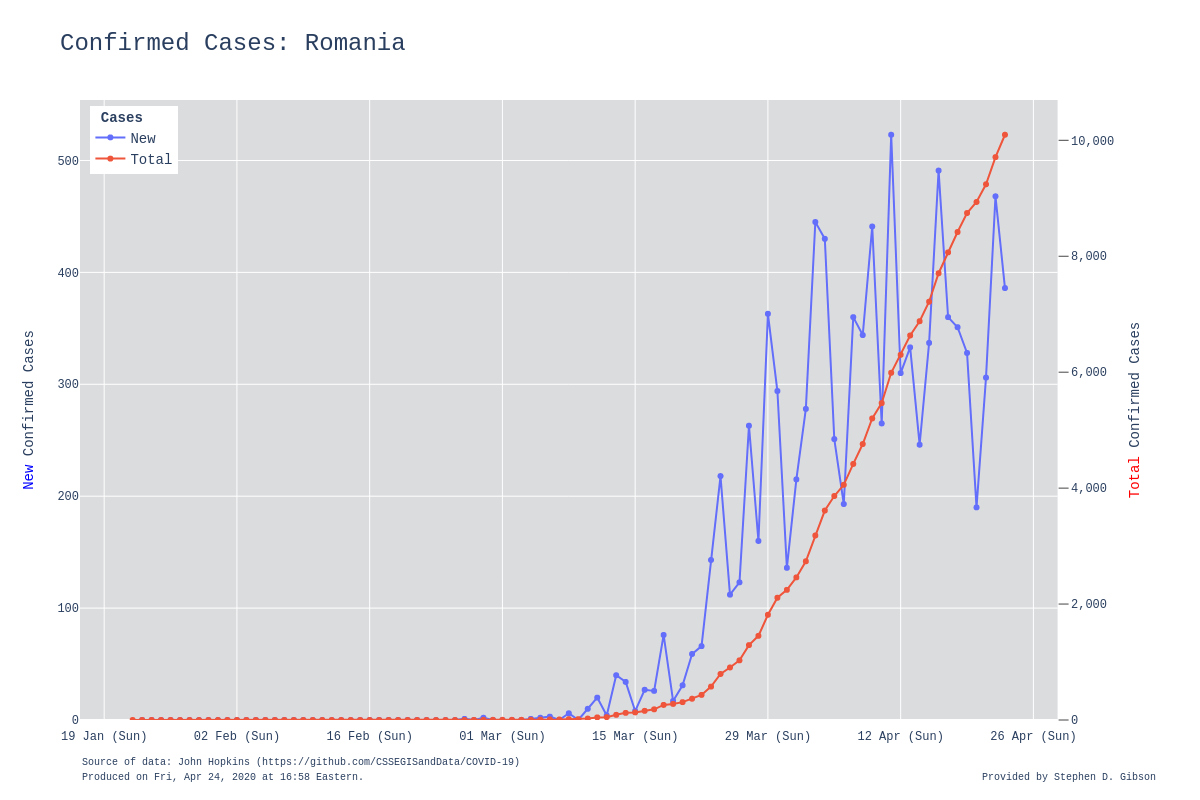 Confirmed Cases: Romania
Cases
New
Total
500
400
300
200
100
0
10,000
8,000
6,000
4,000
2,000
0
New Confirmed Cases
Total Confirmed Cases
19 Jan (Sun)
02 Feb (Sun)
16 Feb (Sun)
01 Mar (Sun)
15 Mar (Sun)
29 Mar (Sun)
12 Apr (Sun)
26 Apr (Sun)
Source of data: John Hopkins (https://github.com/CSSEGISandData/COVID-19)
Produced on Fri, Apr 24, 2020 at 16:58 Eastern.
Provided by Stephen D. Gibson